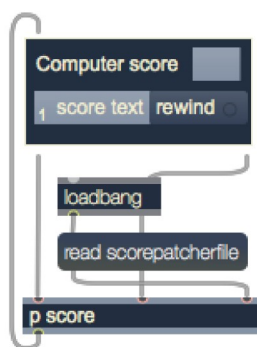 Computer score
1 score text rewind
loadbang
read scorepatcherfile
p score